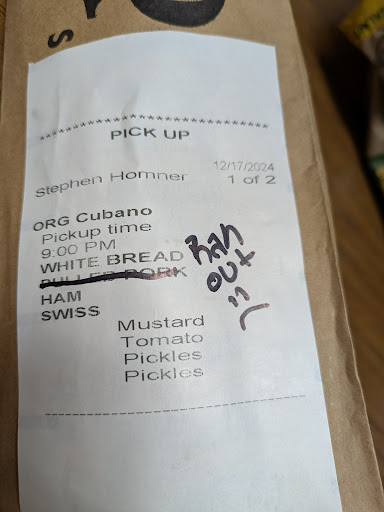 S
***********************************
PICK UP
12/17/2024
Stephen Homner
1 of 2
ORG Cubano
Pickup time
9:00 PM
WHITE BREAD
PULLED PORK
RAN
OUT
:(
HAM
SWISS
Mustard
Tomato
Pickles
Pickles